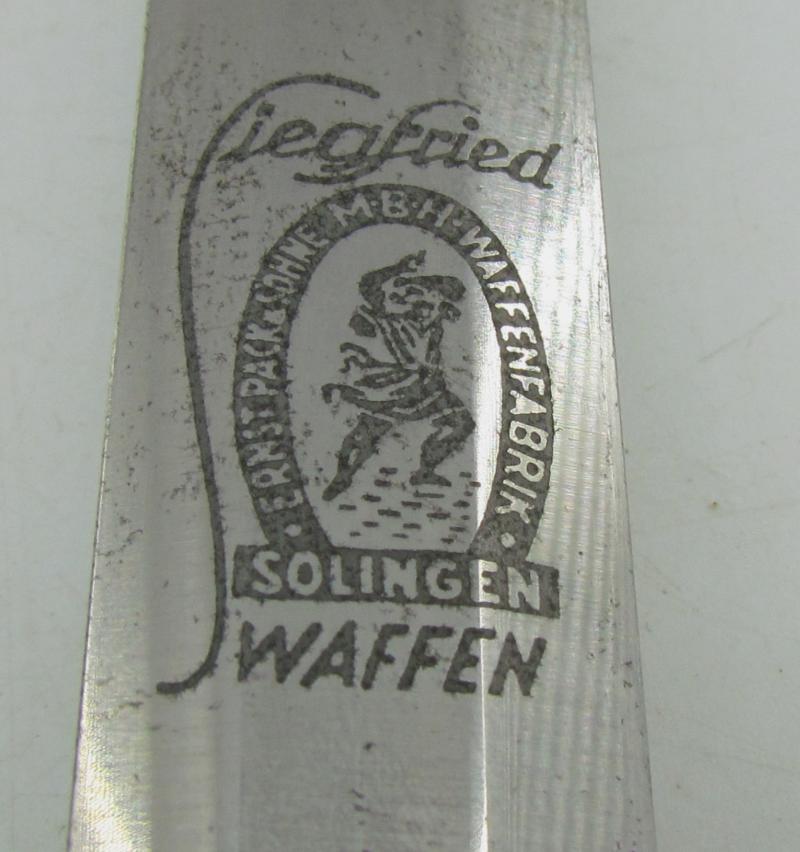 Siegfried
• ERNST PACK & SÖHNE M·B·H· WAFFENFABRIK •
SOLINGEN
WAFFEN